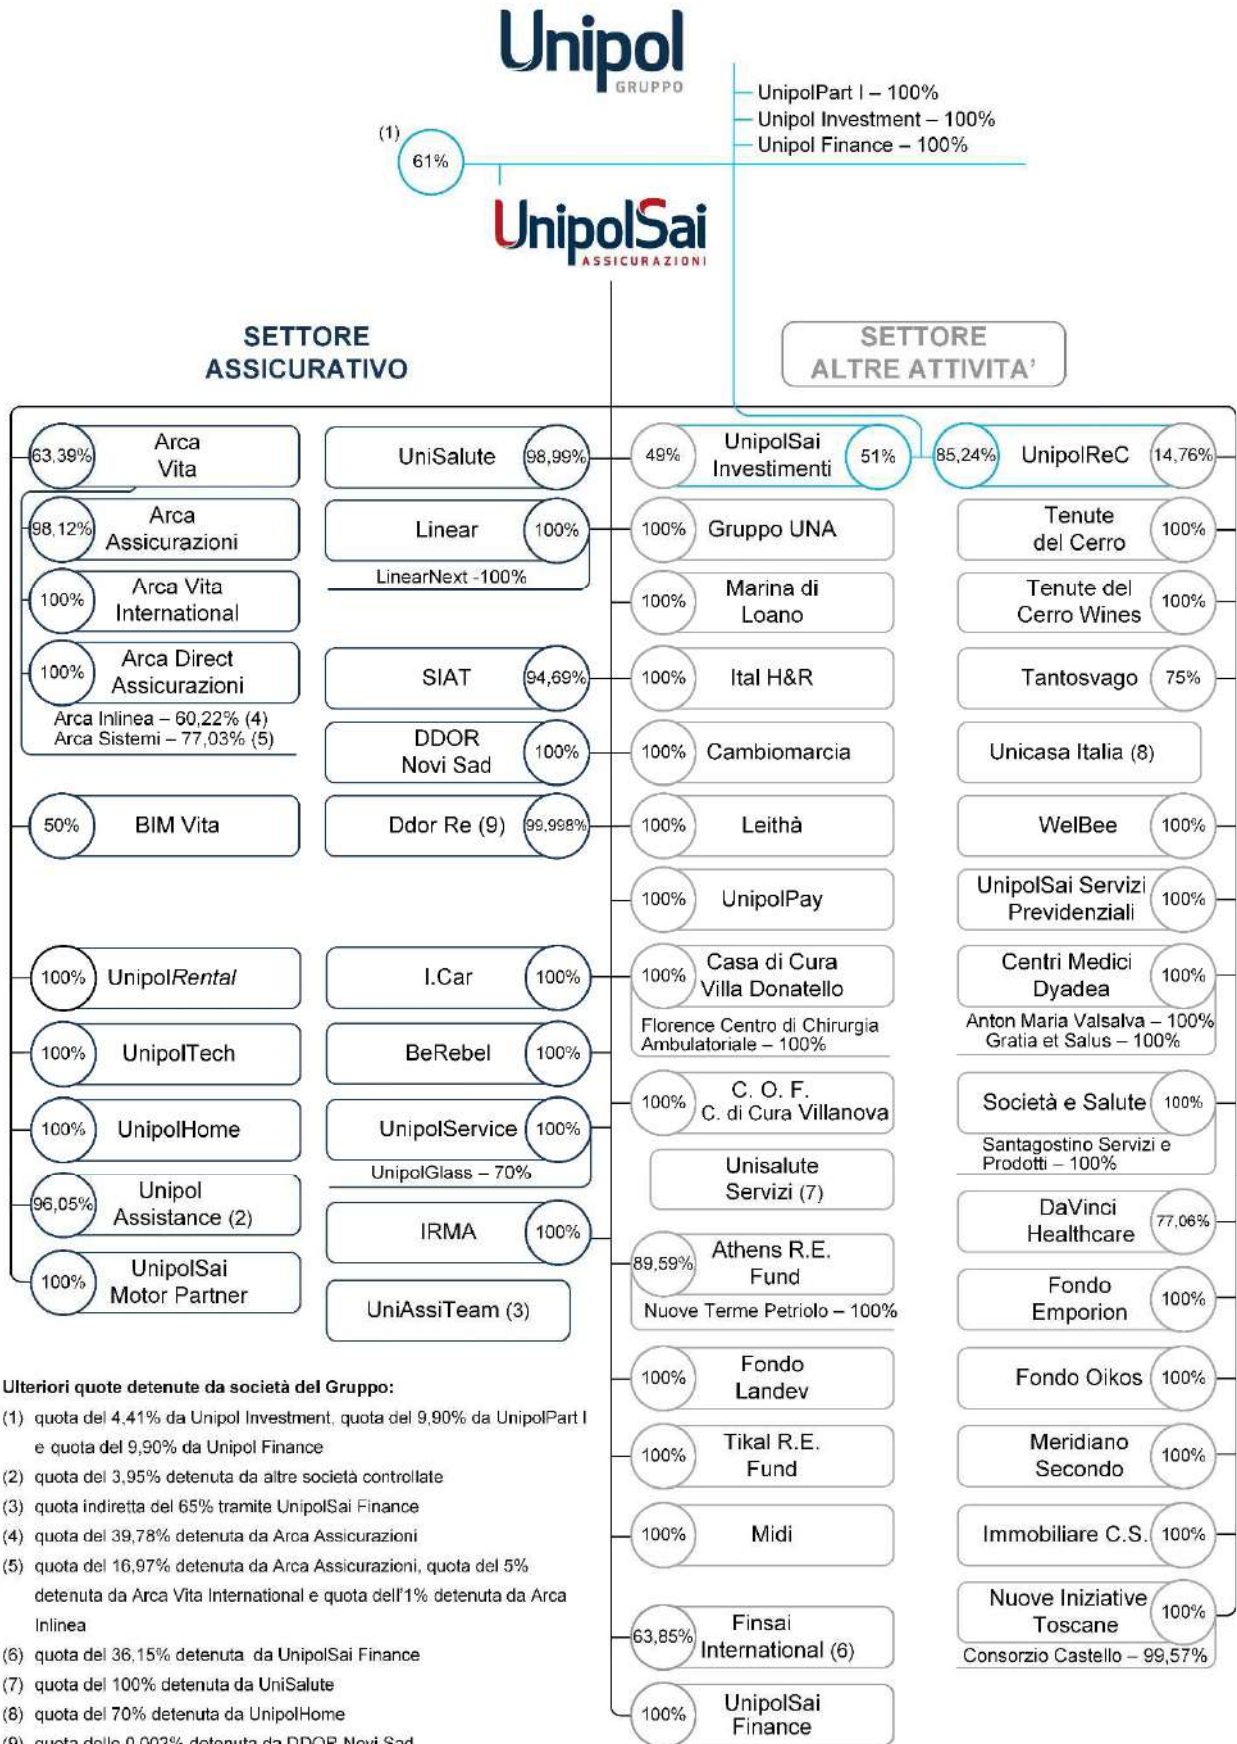 Unipol
GRUPPO
UnipolPart I – 100%
Unipol Investment – 100%
Unipol Finance – 100%
(1)
61%
UnipolSai
ASSICURAZIONI
SETTORE
ASSICURATIVO
SETTORE
ALTRE ATTIVITA'
63,39%
Arca
Vita
98,12%
Arca
Assicurazioni
100%
Arca Vita
International
100%
Arca Direct
Assicurazioni
Arca Inlinea – 60,22% (4)
Arca Sistemi – 77,03% (5)
50%
BIM Vita
100%
UnipolRental
100%
UnipolTech
100%
UnipolHome
96,05%
Unipol
Assistance (2)
100%
UnipolSai
Motor Partner
UniSalute
98,99%
Linear
100%
LinearNext -100%
SIAT
94,69%
DDOR
Novi Sad
100%
Ddor Re (9)
99,998%
I.Car
100%
BeRebel
100%
UnipolService
100%
UnipolGlass – 70%
IRMA
100%
UniAssiTeam (3)
49%
UnipolSai
Investimenti
51%
100%
Gruppo UNA
100%
Marina di
Loano
100%
Ital H&R
100%
Cambiomarcia
100%
Leithà
100%
UnipolPay
100%
Casa di Cura
Villa Donatello
Florence Centro di Chirurgia
Ambulatoriale – 100%
100%
C. O. F.
C. di Cura Villanova
Unisalute
Servizi (7)
89,59%
Athens R.E.
Fund
Nuove Terme Petriolo – 100%
100%
Fondo
Landev
100%
Tikal R.E.
Fund
100%
Midi
63,85%
Finsai
International (6)
100%
UnipolSai
Finance
85,24%
UnipolReC
14,76%
Tenute
del Cerro
100%
Tenute del
Cerro Wines
100%
Tantosvago
75%
Unicasa Italia (8)
WelBee
100%
UnipolSai Servizi
Previdenziali
100%
Centri Medici
Dyadea
100%
Anton Maria Valsalva – 100%
Gratia et Salus – 100%
Società e Salute
100%
Santagostino Servizi e
Prodotti – 100%
DaVinci
Healthcare
77,06%
Fondo
Emporion
100%
Fondo Oikos
100%
Meridiano
Secondo
100%
Immobiliare C.S.
100%
Nuove Iniziative
Toscane
100%
Consorzio Castello – 99,57%
Ulteriori quote detenute da società del Gruppo:
(1) quota del 4,41% da Unipol Investment, quota del 9,90% da UnipolPart I
e quota del 9,90% da Unipol Finance
(2) quota del 3,95% detenuta da altre società controllate
(3) quota indiretta del 65% tramite UnipolSai Finance
(4) quota del 39,78% detenuta da Arca Assicurazioni
(5) quota del 16,97% detenuta da Arca Assicurazioni, quota del 5%
detenuta da Arca Vita International e quota dell'1% detenuta da Arca
Inlinea
(6) quota del 36,15% detenuta da UnipolSai Finance
(7) quota del 100% detenuta da UniSalute
(8) quota del 70% detenuta da UnipolHome
(9) quota dello 0,002% detenuta da DDOR Novi Sad